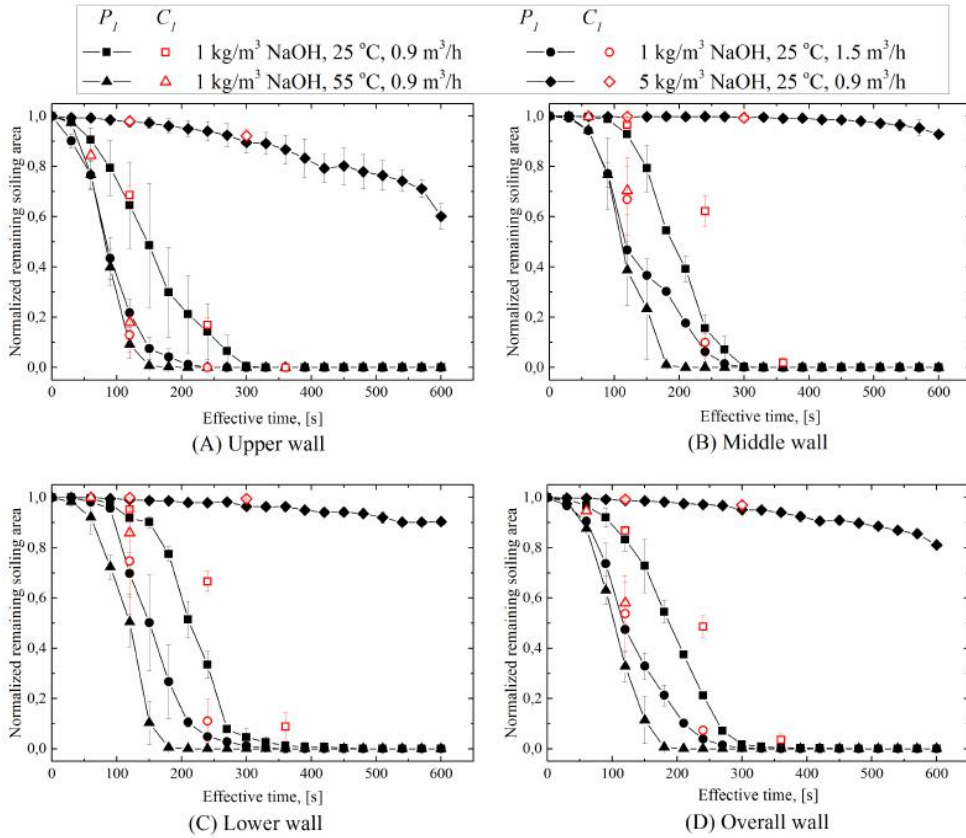 P₁ C₁ P₁ C₁
1 kg/m³ NaOH, 25 °C, 0.9 m³/h 1 kg/m³ NaOH, 25 °C, 1.5 m³/h
1 kg/m³ NaOH, 55 °C, 0.9 m³/h 5 kg/m³ NaOH, 25 °C, 0.9 m³/h
Normalized remaining soiling area
1,0
0,8
0,6
0,4
0,2
0,0
0 100 200 300 400 500 600
Effective time, [s]
(A) Upper wall
Normalized remaining soiling area
1,0
0,8
0,6
0,4
0,2
0,0
0 100 200 300 400 500 600
Effective time, [s]
(B) Middle wall
Normalized remaining soiling area
1,0
0,8
0,6
0,4
0,2
0,0
0 100 200 300 400 500 600
Effective time, [s]
(C) Lower wall
Normalized remaining soiling area
1,0
0,8
0,6
0,4
0,2
0,0
0 100 200 300 400 500 600
Effective time, [s]
(D) Overall wall